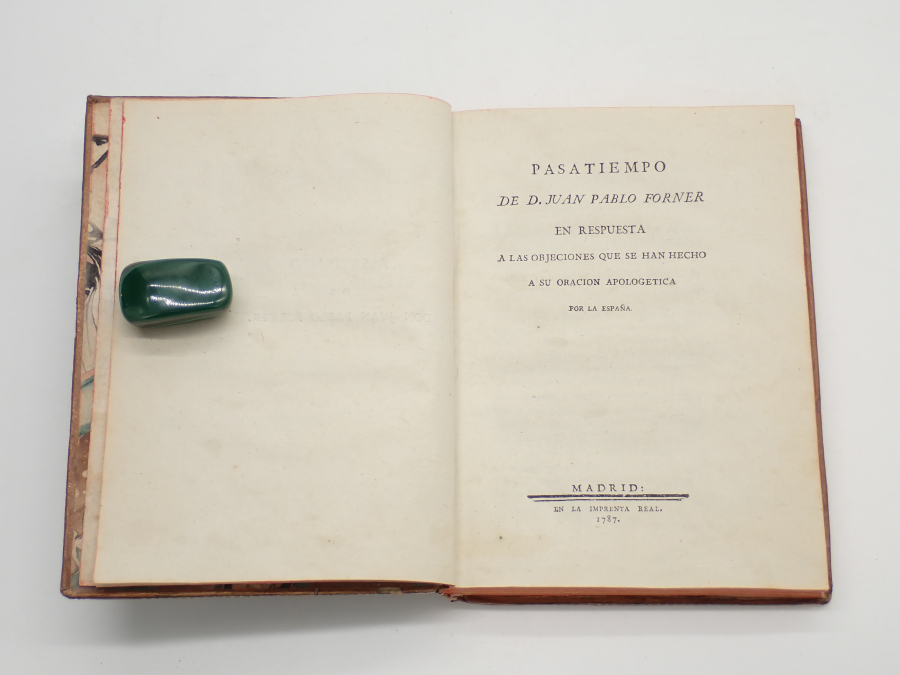 PASATIEMPO
DE D. JUAN PABLO FORNER
EN RESPUESTA
A LAS OBJECIONES QUE SE HAN HECHO
A SU ORACION APOLOGETICA
POR LA ESPAÑA.
MADRID:
EN LA IMPRENTA REAL.
1787.